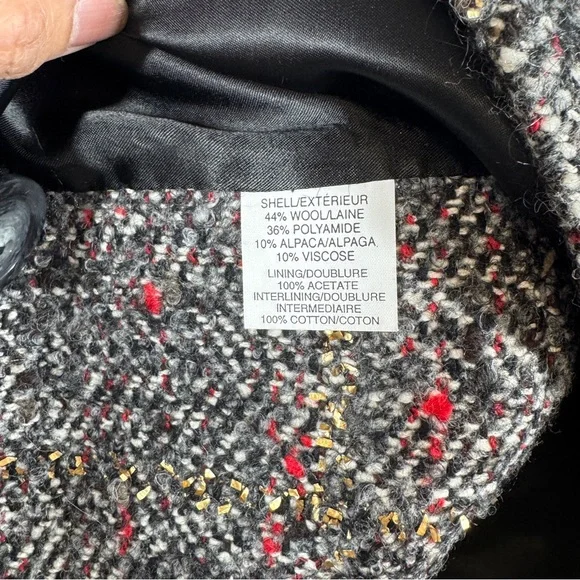 SHELL/EXTÉRIEUR
44% WOOL/LAINE
36% POLYAMIDE
10% ALPACA/ALPAGA
10% VISCOSE
LINING/DOUBLURE
100% ACETATE
INTERLINING/DOUBLURE
INTERMEDIAIRE
100% COTTON/COTON